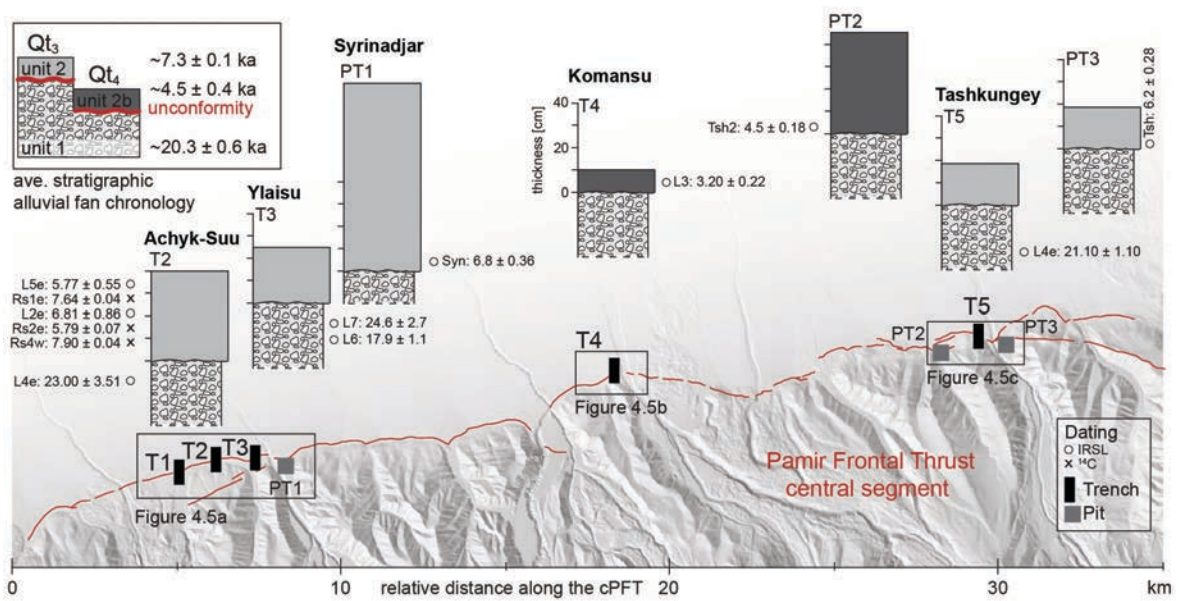 Qt3
unit 2
Qt4
unit 2b
unit 1
~7.3 ± 0.1 ka
~4.5 ± 0.4 ka
unconformity
~20.3 ± 0.6 ka
ave. stratigraphic
alluvial fan chronology
Achyk-Suu
T2
L5e: 5.77 ± 0.55
Rs1e: 7.64 ± 0.04 x
L2e: 6.81 ± 0.86
Rs2e: 5.79 ± 0.07 x
Rs4w: 7.90 ± 0.04 x
L4e: 23.00 ± 3.51
Ylaisu
T3
L7: 24.6 ± 2.7
L6: 17.9 ± 1.1
Syrinadjar
PT1
Syn: 6.8 ± 0.36
Komansu
T4
thickness [cm]
40
20
0
L3: 3.20 ± 0.22
PT2
Tsh2: 4.5 ± 0.18
Tashkungey
T5
L4e: 21.10 ± 1.10
PT3
Tsh: 6.2 ± 0.28
T1
T2
T3
PT1
Figure 4.5a
T4
Figure 4.5b
PT2
T5
PT3
Figure 4.5c
Pamir Frontal Thrust
central segment
Dating
IRSL
x 14C
Trench
Pit
0
10
relative distance along the cPFT
20
30
km